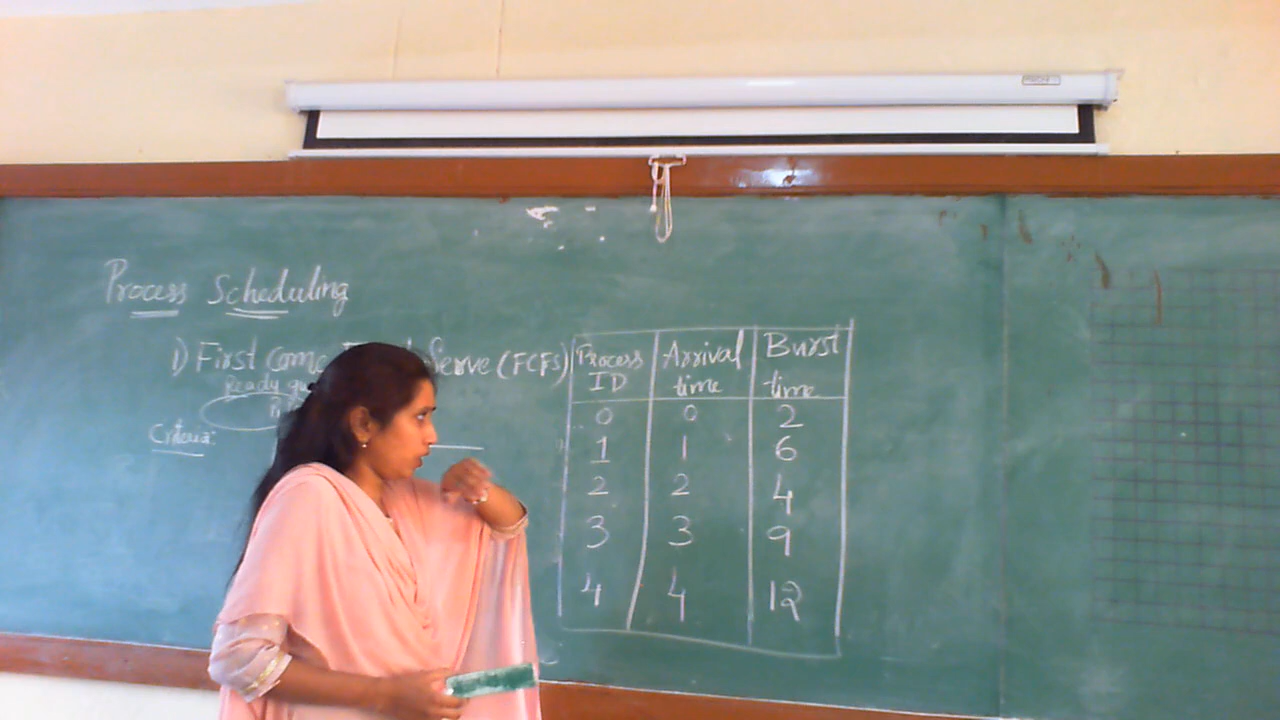 Process Scheduling
1) First come Serve (FCFS)
Ready
Criteria:
Process ID Arrival time Burst time
0 0 2
1 1 6
2 2 4
3 3 9
4 4 12